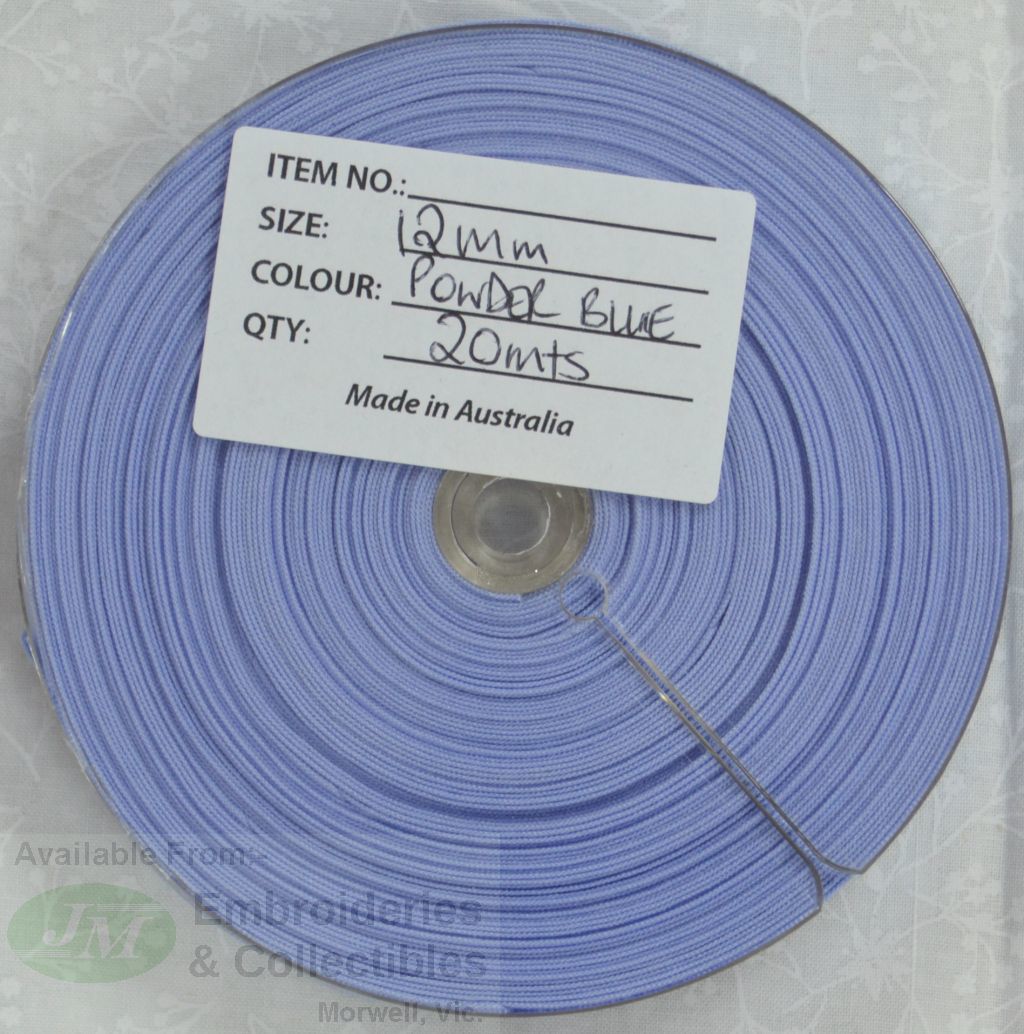 ITEM NO.:
SIZE: 12mm
COLOUR: POWDER BLUE
QTY: 20mts
Made in Australia
Available From:-
JM Embroideries
& Collectibles
Morwell, Vic.